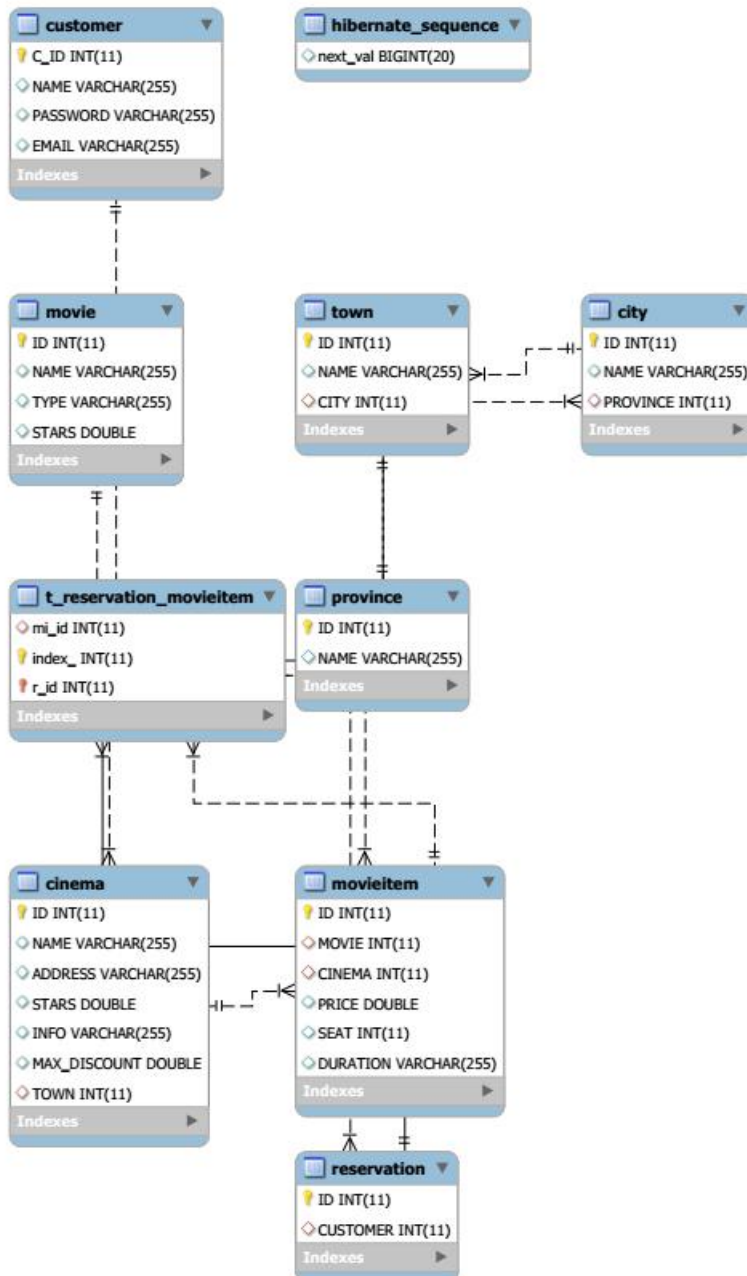 customer
C_ID INT(11)
NAME VARCHAR(255)
PASSWORD VARCHAR(255)
EMAIL VARCHAR(255)
Indexes
hibernate_sequence
next_val BIGINT(20)
movie
ID INT(11)
NAME VARCHAR(255)
TYPE VARCHAR(255)
STARS DOUBLE
Indexes
town
ID INT(11)
NAME VARCHAR(255)
CITY INT(11)
Indexes
city
ID INT(11)
NAME VARCHAR(255)
PROVINCE INT(11)
Indexes
t_reservation_movieitem
mi_id INT(11)
index_ INT(11)
r_id INT(11)
Indexes
province
ID INT(11)
NAME VARCHAR(255)
Indexes
cinema
ID INT(11)
NAME VARCHAR(255)
ADDRESS VARCHAR(255)
STARS DOUBLE
INFO VARCHAR(255)
MAX_DISCOUNT DOUBLE
TOWN INT(11)
Indexes
movieitem
ID INT(11)
MOVIE INT(11)
CINEMA INT(11)
PRICE DOUBLE
SEAT INT(11)
DURATION VARCHAR(255)
Indexes
reservation
ID INT(11)
CUSTOMER INT(11)
Indexes